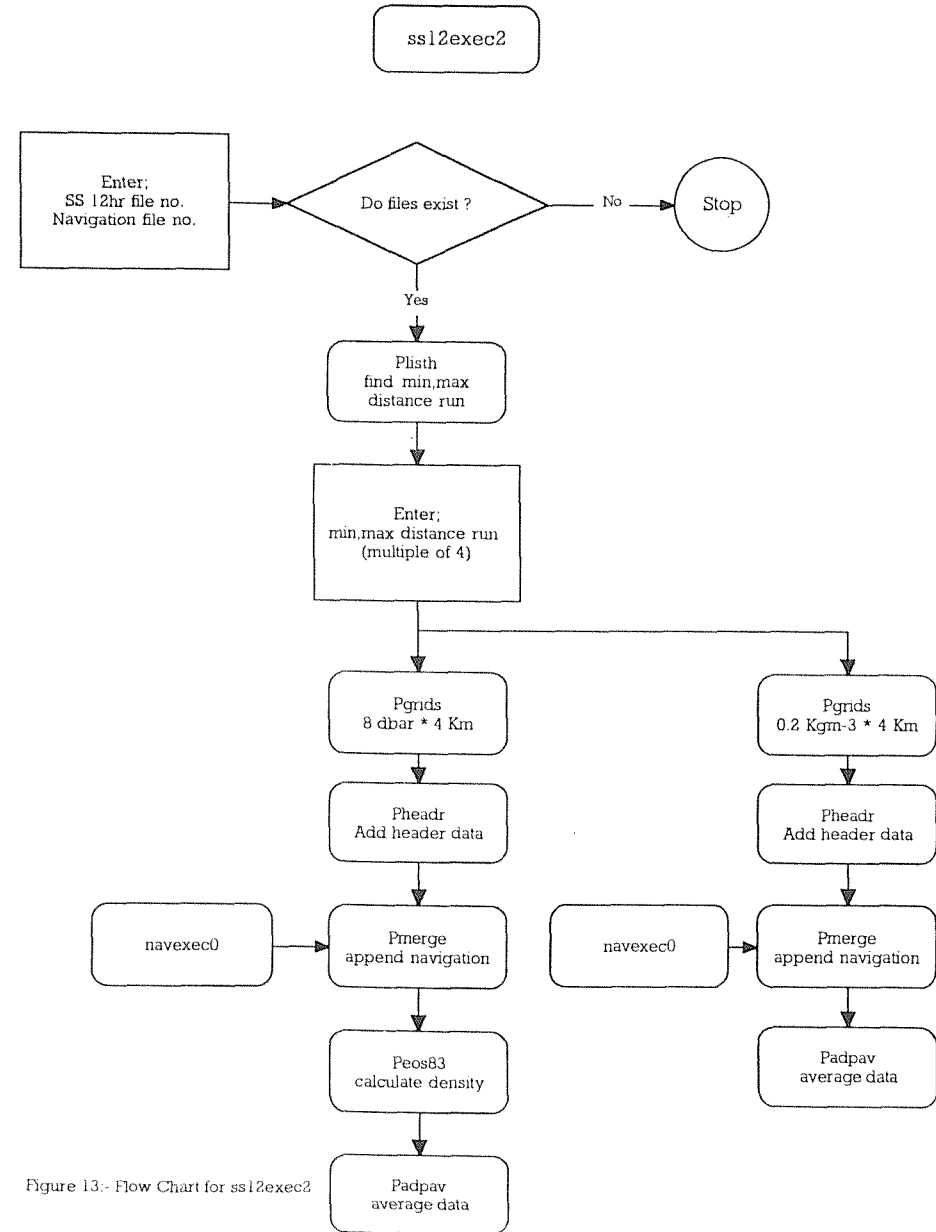 ss12exec2
Enter;
SS 12hr file no.
Navigation file no.
Do files exist ?
No
Stop
Yes
Plisth
find min,max
distance run
Enter;
min,max distance run
(multiple of 4)
Pgrids
8 dbar * 4 Km
Pgrids
0.2 Kgm-3 * 4 Km
Pheadr
Add header data
Pheadr
Add header data
navexec0
Pmerge
append navigation
navexec0
Pmerge
append navigation
Peos83
calculate density
Padpav
average data
Padpav
average data
Figure 13:- Flow Chart for ss12exec2